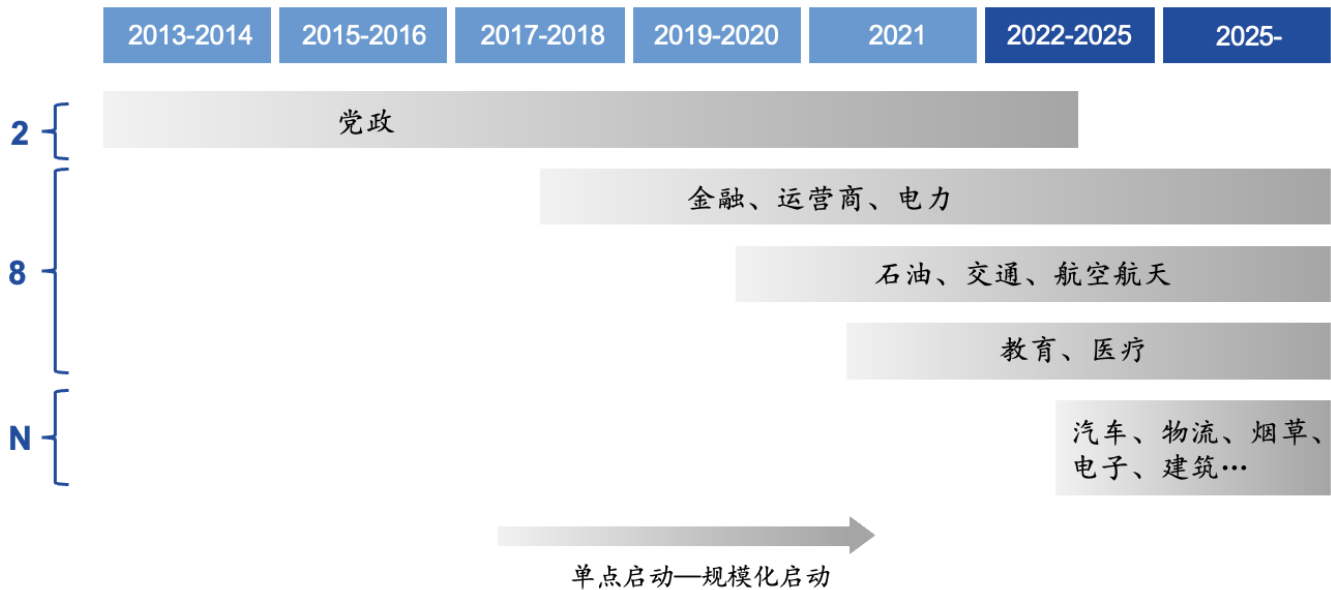 2013-2014
2015-2016
2017-2018
2019-2020
2021
2022-2025
2025-
2
党政
8
金融、运营商、电力
石油、交通、航空航天
教育、医疗
N
汽车、物流、烟草、
电子、建筑…
单点启动—规模化启动